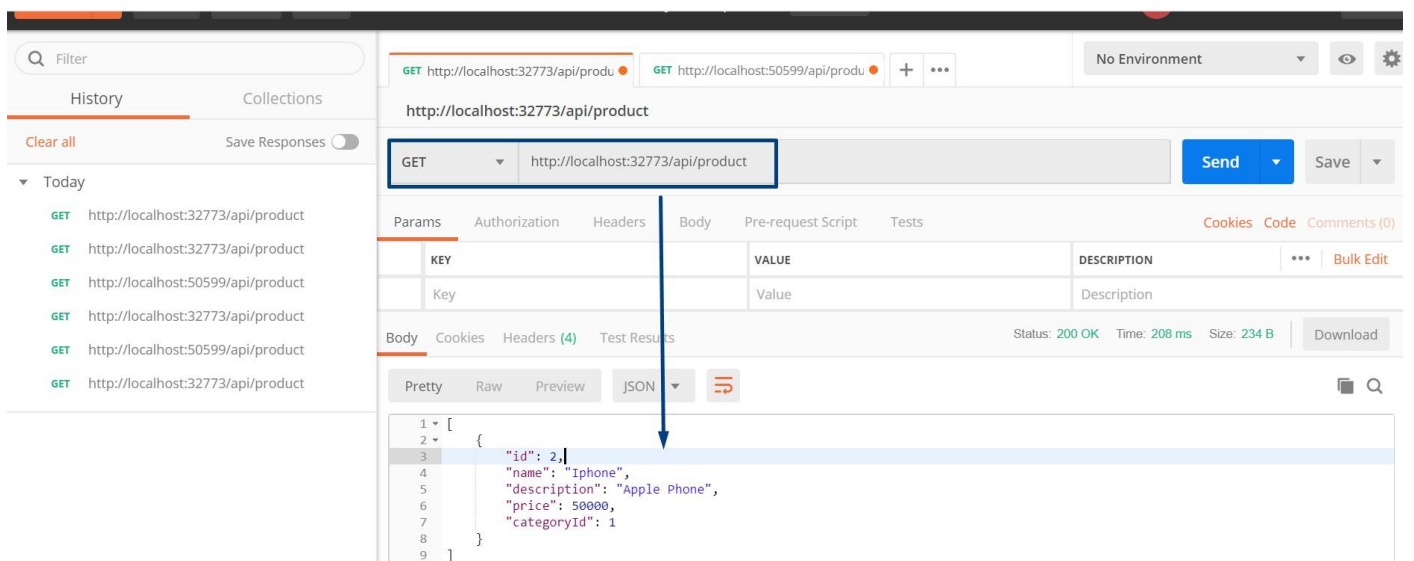 Filter
GET http://localhost:32773/api/produ GET http://localhost:50599/api/produ + •••
No Environment
History Collections
http://localhost:32773/api/product
Clear all Save Responses
GET http://localhost:32773/api/product Send Save
Today
GET http://localhost:32773/api/product
GET http://localhost:32773/api/product
GET http://localhost:50599/api/product
GET http://localhost:32773/api/product
GET http://localhost:50599/api/product
GET http://localhost:32773/api/product
Params Authorization Headers Body Pre-request Script Tests Cookies Code Comments (0)
KEY VALUE DESCRIPTION ••• Bulk Edit
Key Value Description
Body Cookies Headers (4) Test Results Status: 200 OK Time: 208 ms Size: 234 B Download
Pretty Raw Preview JSON
1 [
2 {
3 "id": 2,
4 "name": "Iphone",
5 "description": "Apple Phone",
6 "price": 50000,
7 "categoryId": 1
8 }
9 ]